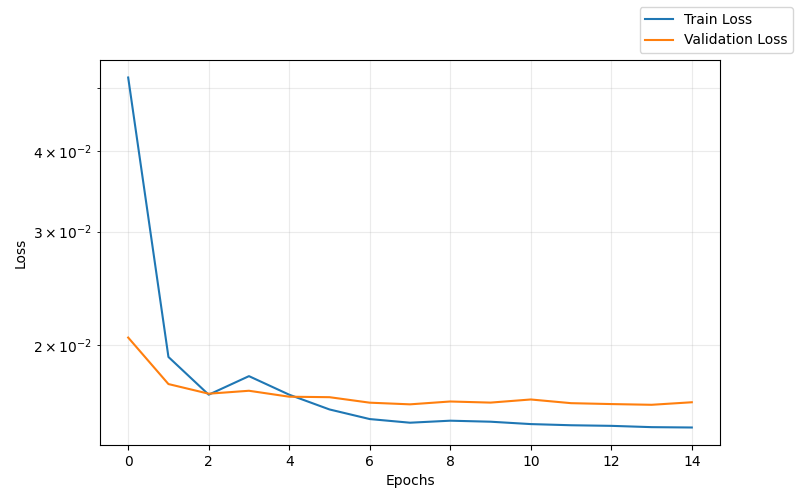 Train Loss
Validation Loss
4 × 10⁻²
3 × 10⁻²
2 × 10⁻²
Loss
0 2 4 6 8 10 12 14
Epochs